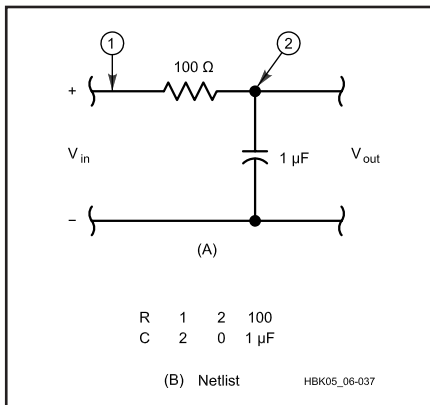 1 2
100 Ω
+
V in 1 µF V out
−
(A)
R 1 2 100
C 2 0 1 µF
(B) Netlist HBK05_06-037